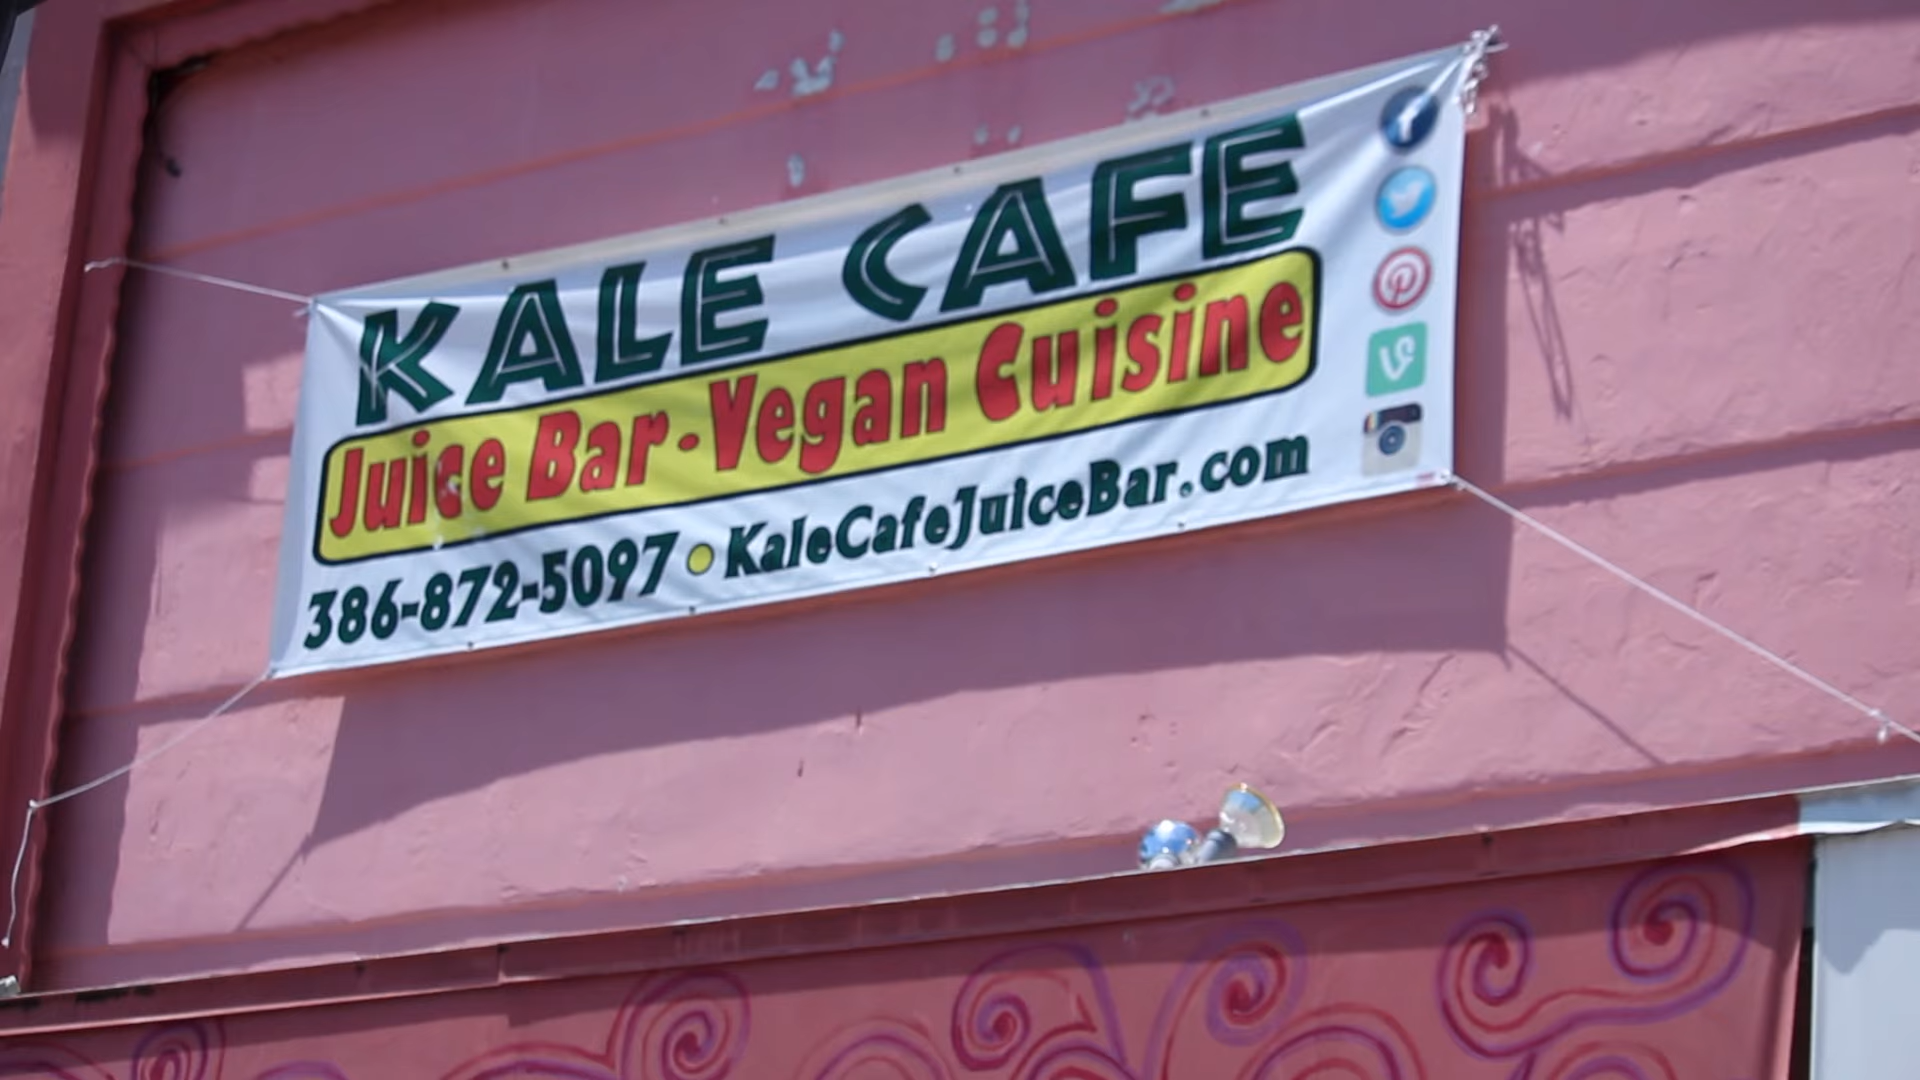 KALE CAFE
Juice Bar-Vegan Cuisine
386-872-5097 • KaleCafeJuiceBar.com